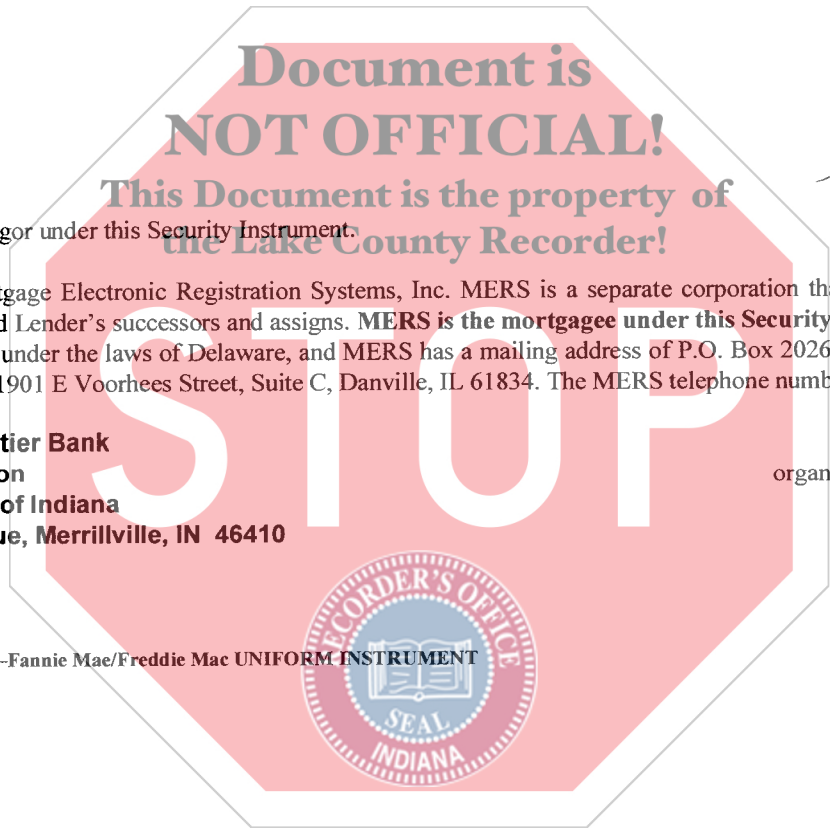 Document is
NOT OFFICIAL!
This Document is the property of
the Lake County Recorder!
gor under this Security Instrument.
tgage Electronic Registration Systems, Inc. MERS is a separate corporation tha
d Lender's successors and assigns. MERS is the mortgagee under this Security
under the laws of Delaware, and MERS has a mailing address of P.O. Box 2026
1901 E Voorhees Street, Suite C, Danville, IL 61834. The MERS telephone numb
STOP
tier Bank
on organ
of Indiana
ue, Merrillville, IN 46410
RECORDER'S OFFICE
–Fannie Mae/Freddie Mac UNIFORM INSTRUMENT
SEAL
INDIANA